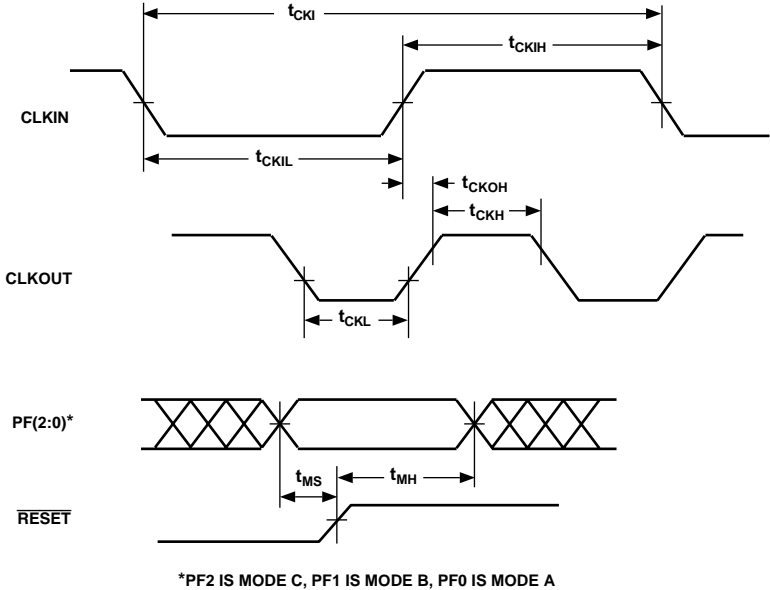 tCKI
tCKIH
CLKIN
tCKIL
tCKOH
tCKH
CLKOUT
tCKL
PF(2:0)*
tMS
tMH
RESET
*PF2 IS MODE C, PF1 IS MODE B, PF0 IS MODE A